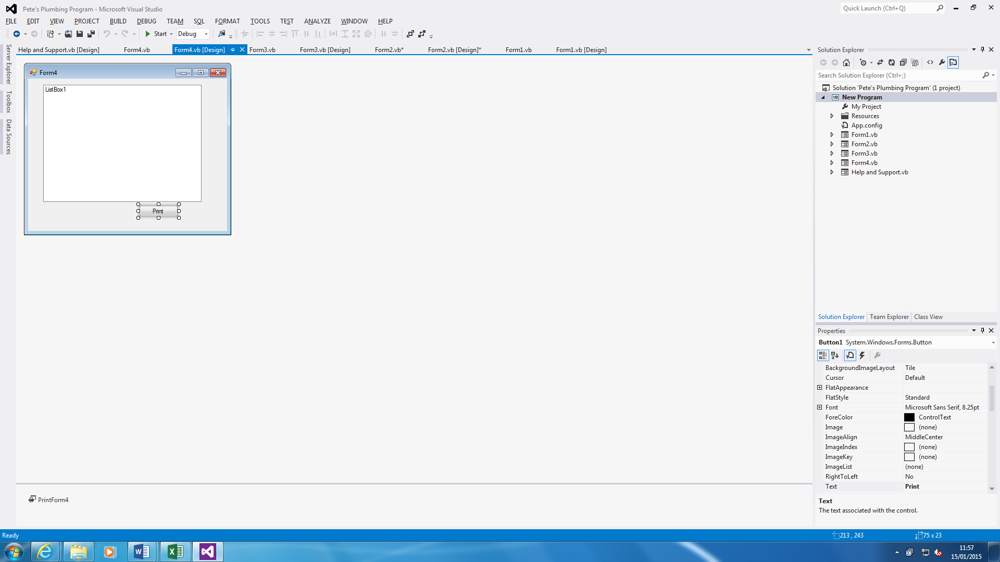 Pete's Plumbing Program - Microsoft Visual Studio
Quick Launch (Ctrl+Q)
FILE EDIT VIEW PROJECT BUILD DEBUG TEAM SQL FORMAT TOOLS TEST ANALYZE WINDOW HELP
Start Debug
Server Explorer
Toolbox
Data Sources
Help and Support.vb [Design] Form4.vb Form4.vb [Design] Form3.vb Form3.vb [Design] Form2.vb* Form2.vb [Design]* Form1.vb Form1.vb [Design]
Form4
ListBox1
Print
PrintForm4
Solution Explorer
Search Solution Explorer (Ctrl+;)
Solution 'Pete's Plumbing Program' (1 project)
VB New Program
My Project
Resources
App.config
Form1.vb
Form2.vb
Form3.vb
Form4.vb
Help and Support.vb
Solution Explorer Team Explorer Class View
Properties
Button1 System.Windows.Forms.Button
BackgroundImageLayout Tile
Cursor Default
FlatAppearance
FlatStyle Standard
Font Microsoft Sans Serif, 8.25pt
ForeColor ControlText
Image (none)
ImageAlign MiddleCenter
ImageIndex (none)
ImageKey (none)
ImageList (none)
RightToLeft No
Text Print
Text
The text associated with the control.
Ready 213 , 243 75 x 23
11:57
15/01/2015